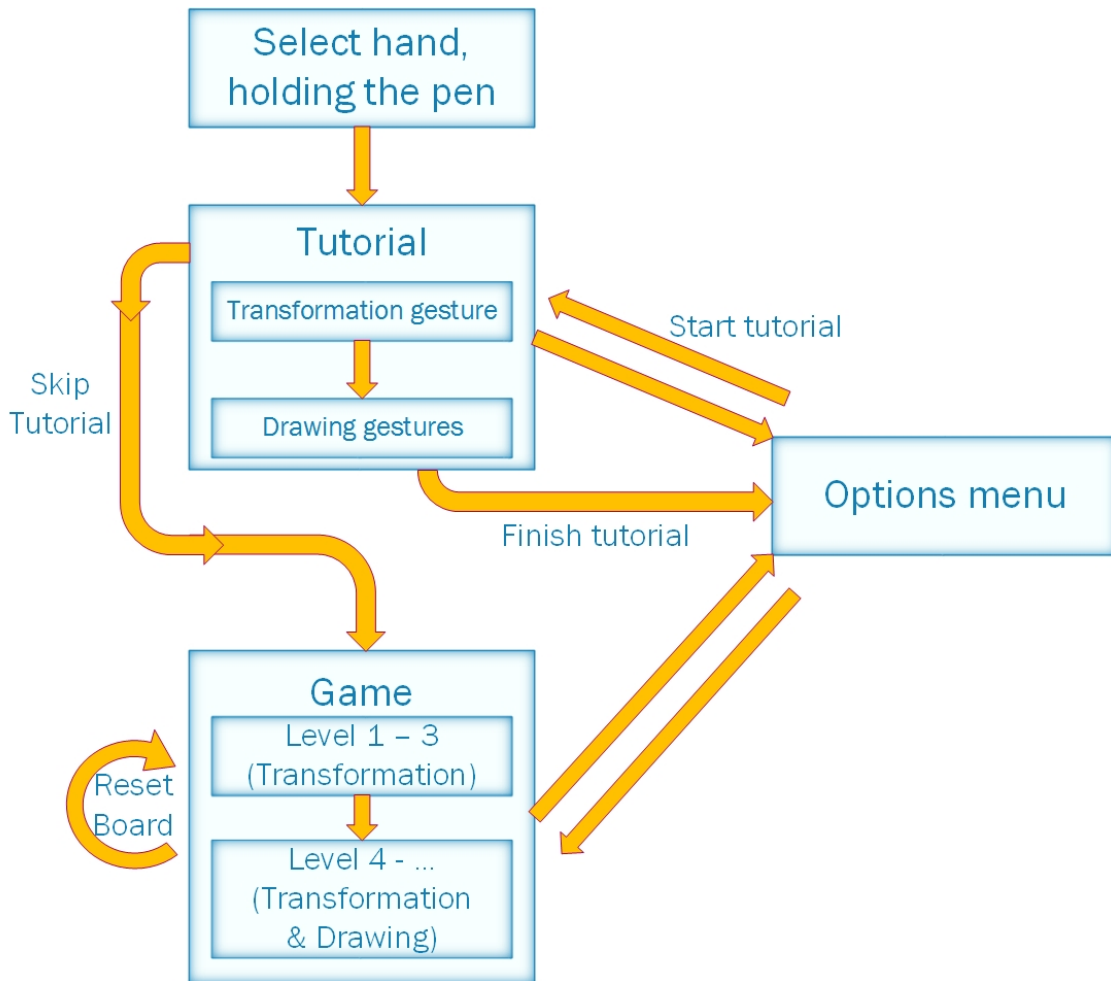 Select hand,
holding the pen
Tutorial
Transformation gesture
Start tutorial
Skip
Tutorial
Drawing gestures
Options menu
Finish tutorial
Game
Level 1 – 3
(Transformation)
Reset
Board
Level 4 - ...
(Transformation
& Drawing)